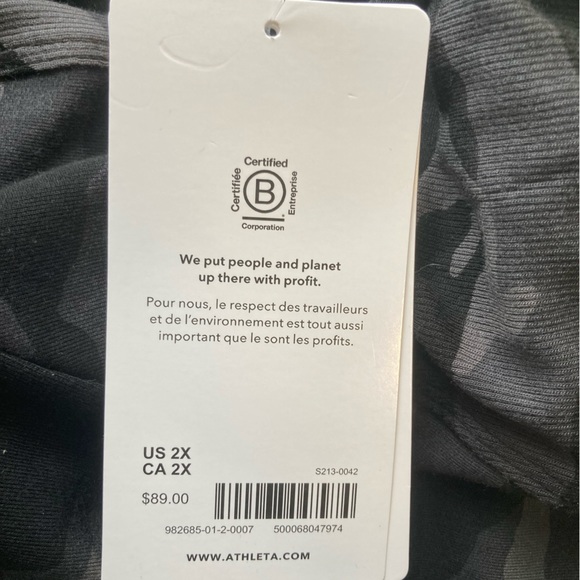 Certified
Certifiée
B
Entreprise
Corporation
We put people and planet
up there with profit.
Pour nous, le respect des travailleurs
et de l'environnement est tout aussi
important que le sont les profits.
US 2X
CA 2X
S213-0042
$89.00
982685-01-2-0007 500068047974
WWW.ATHLETA.COM